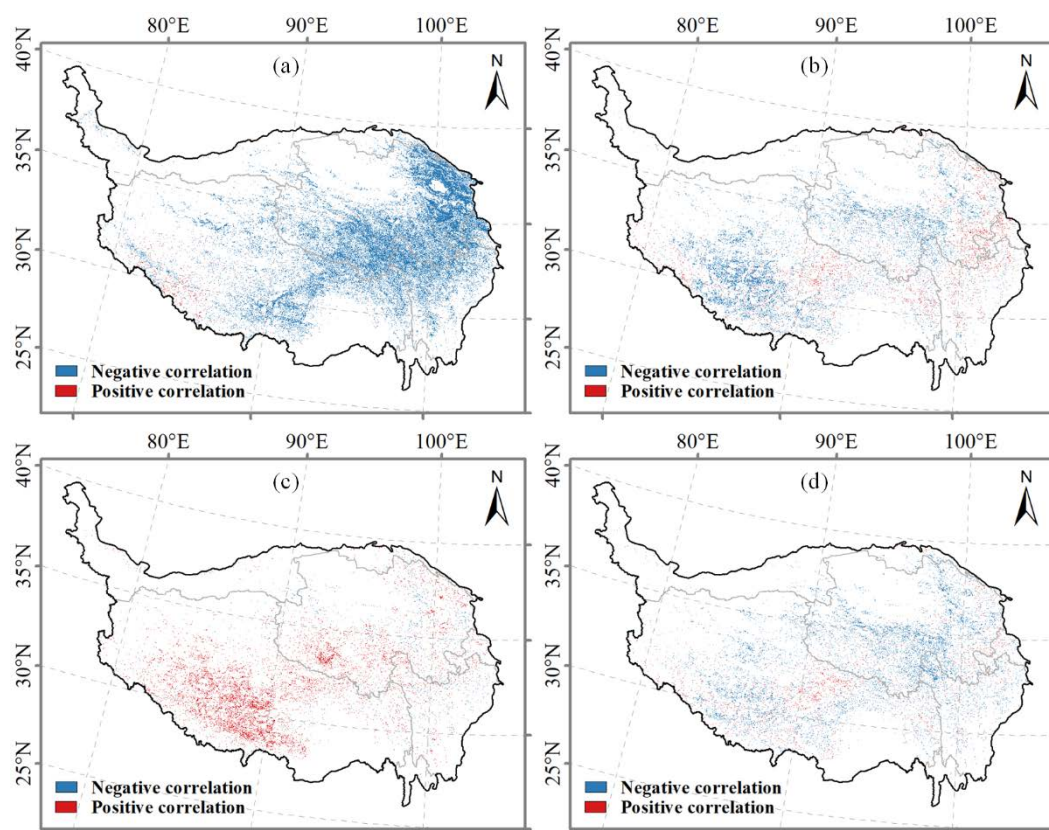 80°E 90°E 100°E
80°E 90°E 100°E
40°N
35°N
30°N
25°N
(a)
N
Negative correlation
Positive correlation
40°N
35°N
30°N
25°N
(b)
N
Negative correlation
Positive correlation
80°E 90°E 100°E
80°E 90°E 100°E
40°N
35°N
30°N
25°N
(c)
N
Negative correlation
Positive correlation
40°N
35°N
30°N
25°N
(d)
N
Negative correlation
Positive correlation